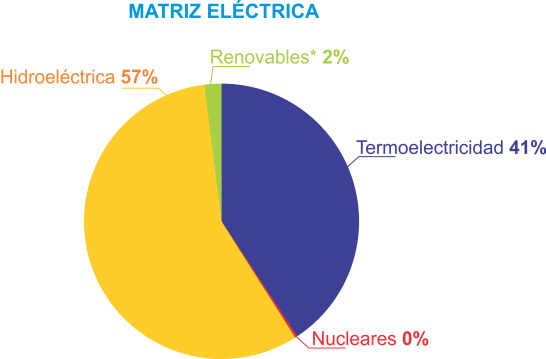 MATRIZ ELÉCTRICA
Renovables* 2%
Hidroeléctrica 57%
Termoelectricidad 41%
Nucleares 0%